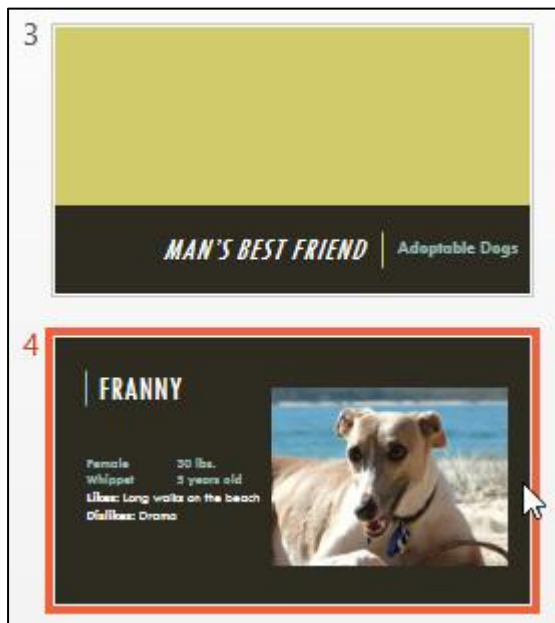 3
MAN'S BEST FRIEND Adoptable Dogs
4
FRANNY
Female 30 lbs.
Whippet 3 years old
Likes: Long walks on the beach
Dislikes: Drama